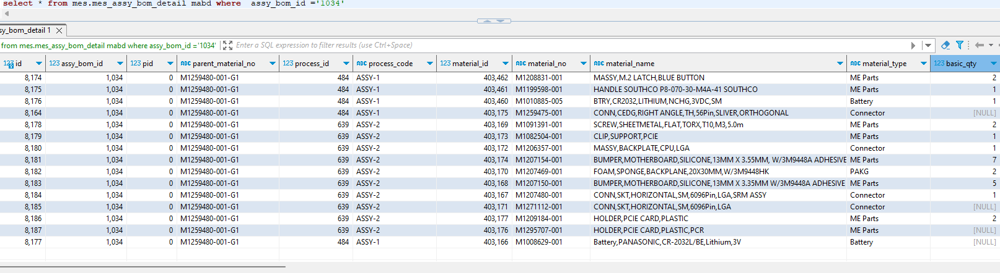 select * from mes.mes_assy_bom_detail mabd where assy_bom_id ='1034'
sy_bom_detail 1
from mes.mes_assy_bom_detail mabd where assy_bom_id ='1034' Enter a SQL expression to filter results (use Ctrl+Space)
123 id 123 assy_bom_id 123 pid ABC parent_material_no 123 process_id ABC process_code 123 material_id ABC material_no ABC material_name ABC material_type 123 basic_qty
8,174 1,034 0 M1259480-001-G1 484 ASSY-1 403,462 M1208831-001 MASSY,M.2 LATCH,BLUE BUTTON ME Parts 2
8,175 1,034 0 M1259480-001-G1 484 ASSY-1 403,461 M1199598-001 HANDLE SOUTHCO P8-070-30-M4A-41 SOUTHCO ME Parts 1
8,176 1,034 0 M1259480-001-G1 484 ASSY-1 403,460 M1010885-005 BTRY,CR2032,LITHIUM,NCHG,3VDC,SM Battery 1
8,164 1,034 0 M1259480-001-G1 484 ASSY-1 403,175 M1259475-001 CONN,CEDG,RIGHT ANGLE,TH,56Pin,SLIVER,ORTHOGONAL Connector [NULL]
8,178 1,034 0 M1259480-001-G1 639 ASSY-2 403,169 M1091391-001 SCREW,SHEETMETAL,FLAT,TORX,T10,M3,5.0m ME Parts 2
8,179 1,034 0 M1259480-001-G1 639 ASSY-2 403,173 M1082504-001 CLIP,SUPPORT,PCIE ME Parts 1
8,180 1,034 0 M1259480-001-G1 639 ASSY-2 403,172 M1206357-001 MASSY,BACKPLATE,CPU,LGA Connector 1
8,181 1,034 0 M1259480-001-G1 639 ASSY-2 403,174 M1207154-001 BUMPER,MOTHERBOARD,SILICONE,13MM X 3.55MM, W/3M9448A ADHESIVE ME Parts 7
8,182 1,034 0 M1259480-001-G1 639 ASSY-2 403,170 M1207469-001 FOAM,SPONGE,BACKPLANE,20X30MM,W/3M9448HK PAKG 2
8,183 1,034 0 M1259480-001-G1 639 ASSY-2 403,168 M1207150-001 BUMPER,MOTHERBOARD,SILICONE,13MM X 3.35MM W/3M9448A ADHESIVE ME Parts 5
8,184 1,034 0 M1259480-001-G1 639 ASSY-2 403,167 M1207480-001 CONN,SKT,HORIZONTAL,SM,6096Pin,LGA,SRM ASSY Connector 1
8,185 1,034 0 M1259480-001-G1 639 ASSY-2 403,171 M1271112-001 CONN,SKT,HORIZONTAL,SM,6096Pin,LGA Connector [NULL]
8,186 1,034 0 M1259480-001-G1 639 ASSY-2 403,177 M1209184-001 HOLDER,PCIE CARD,PLASTIC ME Parts 2
8,187 1,034 0 M1259480-001-G1 639 ASSY-2 403,176 M1295707-001 HOLDER,PCIE CARD,PLASTIC,PCR ME Parts [NULL]
8,177 1,034 0 M1259480-001-G1 484 ASSY-1 403,166 M1008629-001 Battery,PANASONIC,CR-2032L/BE,Lithium,3V Battery [NULL]